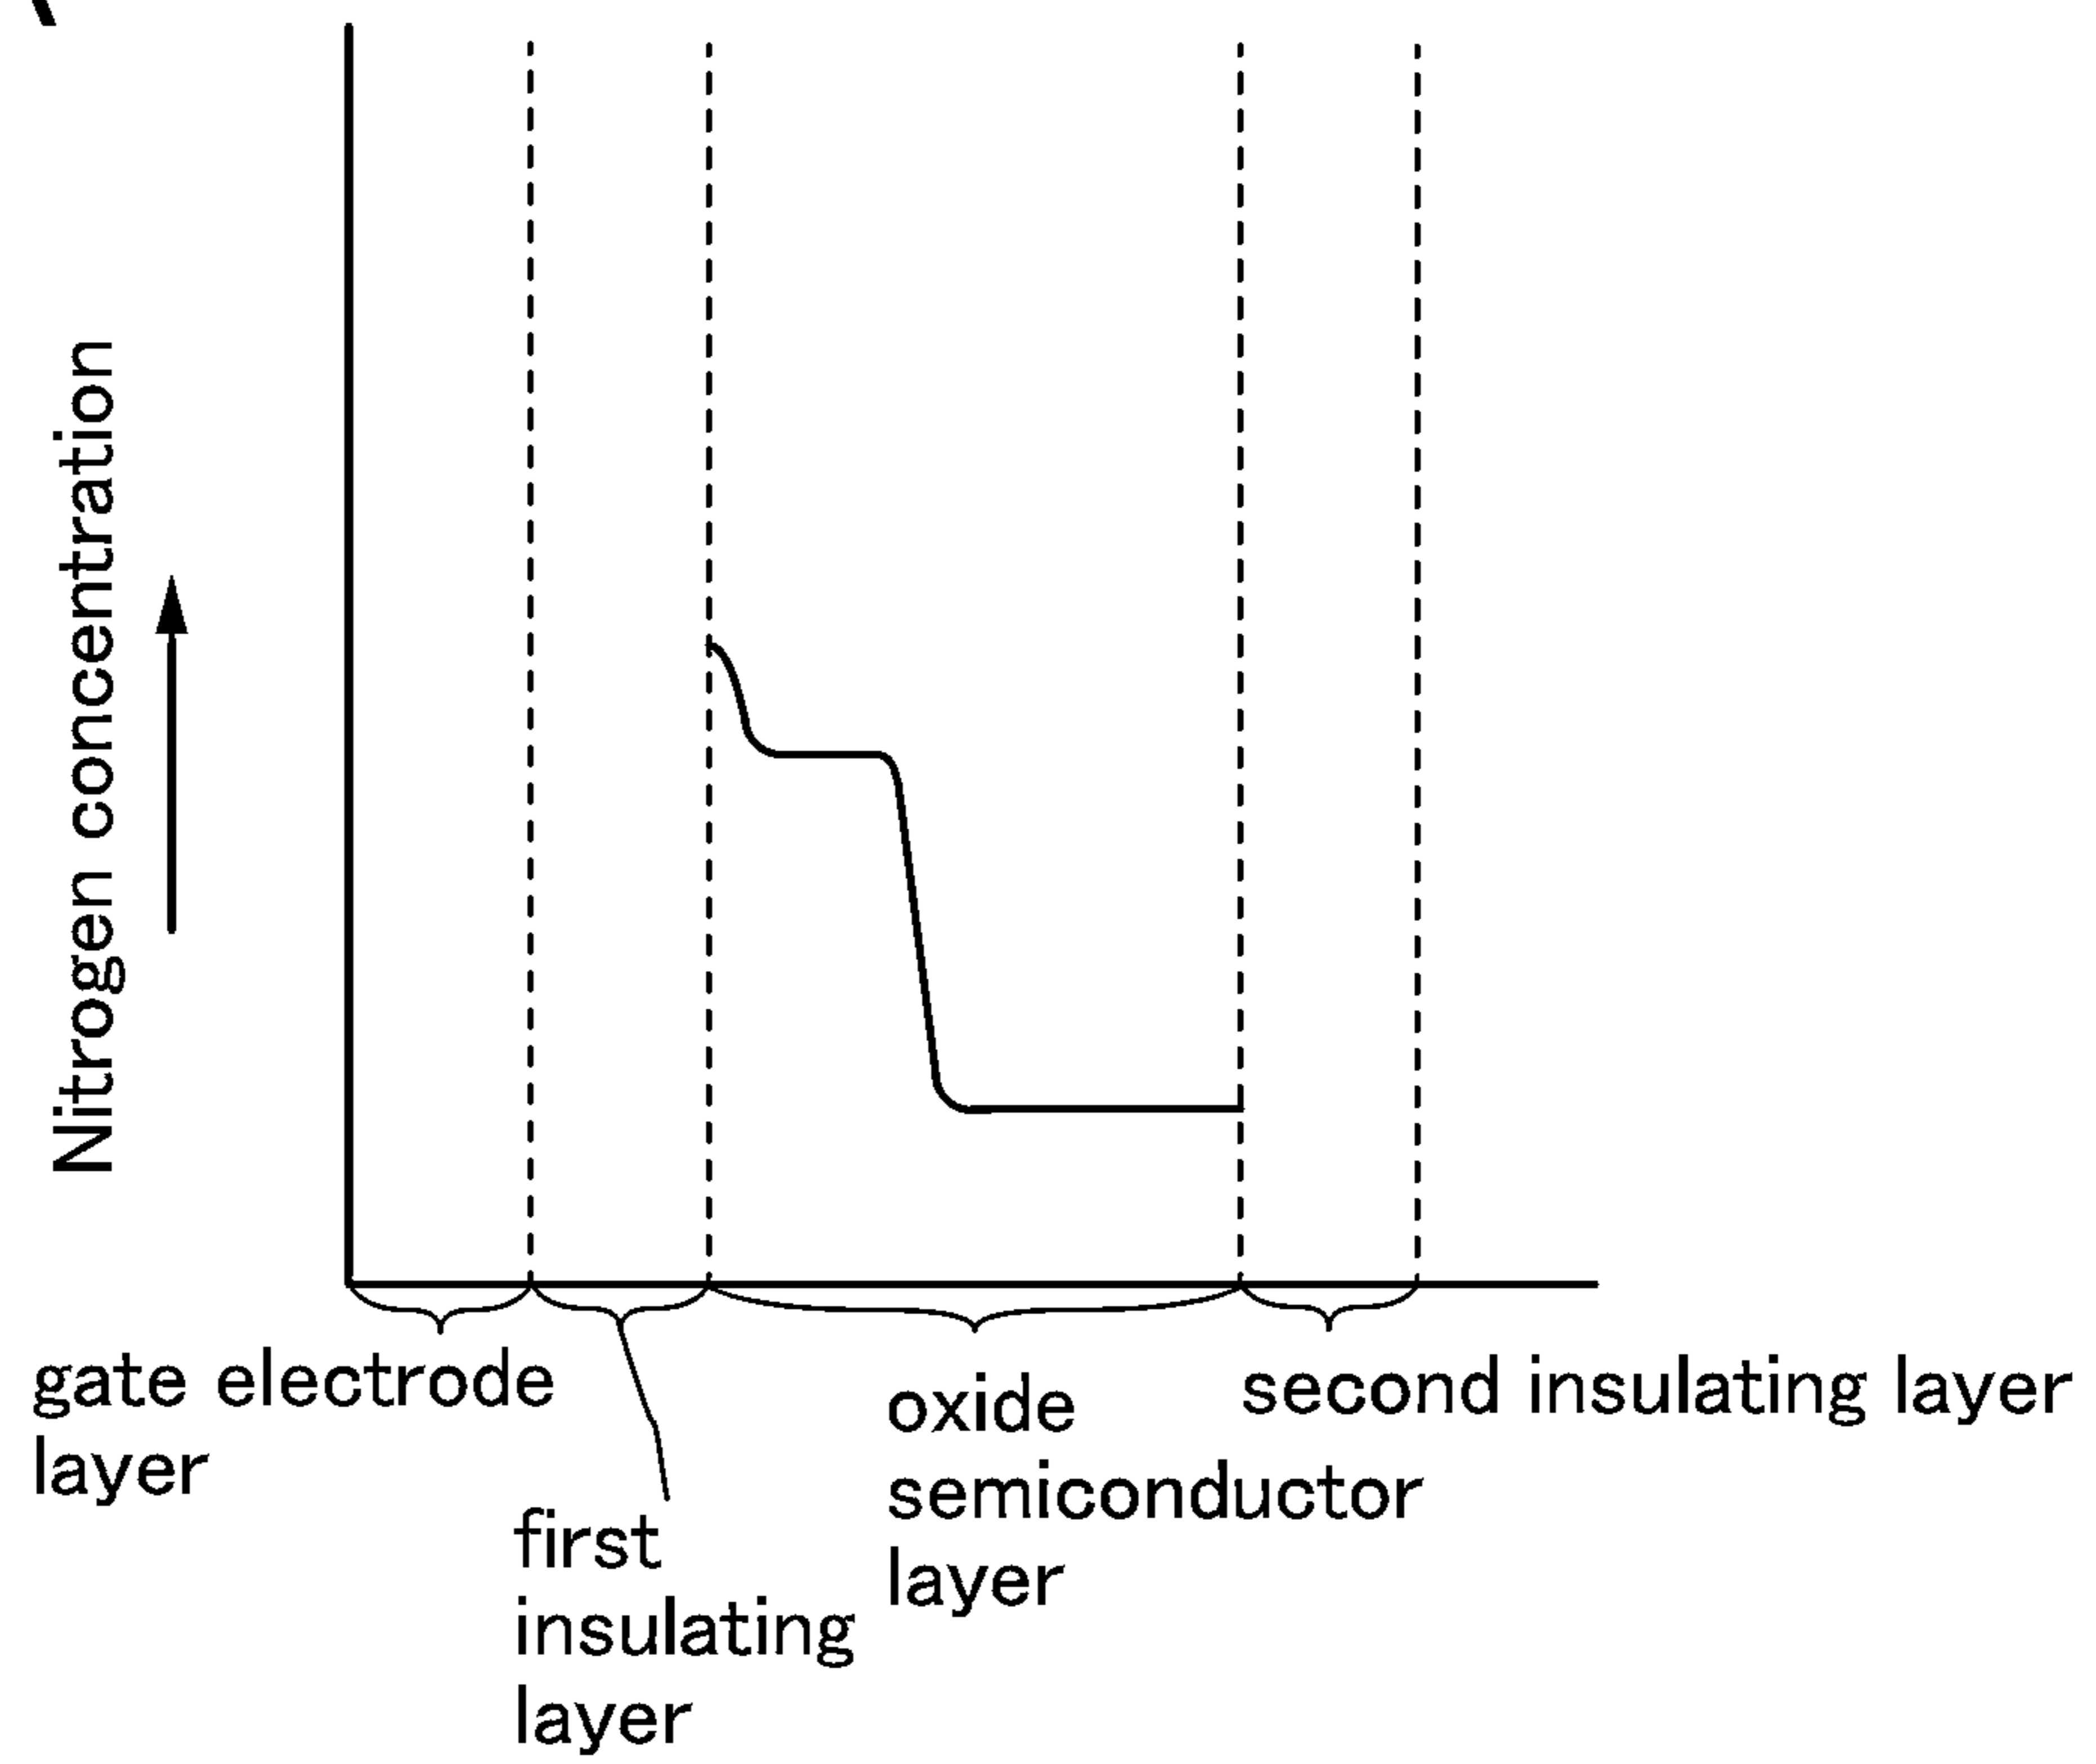 Nitrogen concentration
gate electrode
layer
first
insulating
layer
oxide
semiconductor
layer
second insulating layer